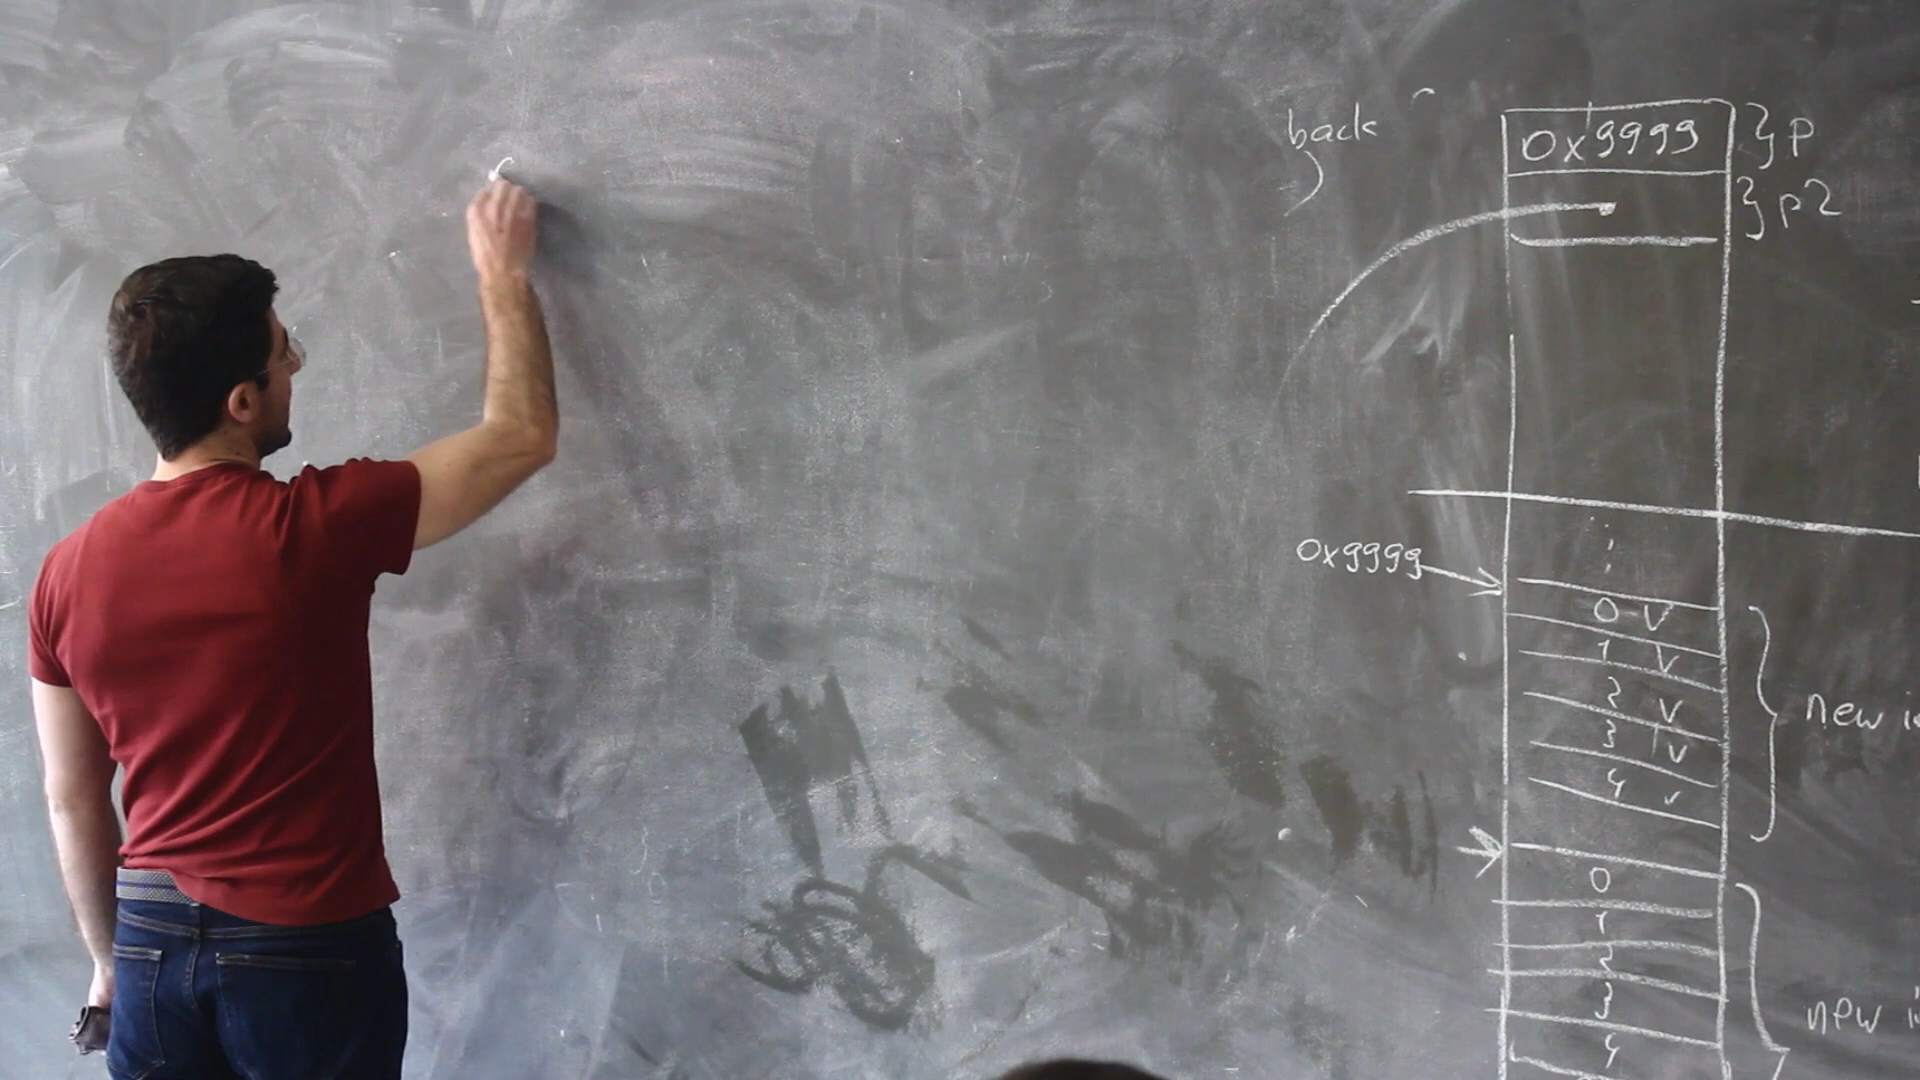 back
0x9999 } p
} p2
0x9999
0 v
1 v
2 v
3 v
4 v
new i
0
1
2
3
4
new i